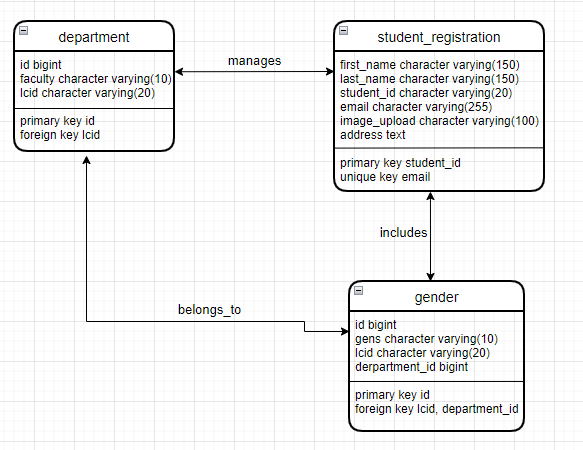 department
id bigint
faculty character varying(10)
lcid character varying(20)
primary key id
foreign key lcid
manages
student_registration
first_name character varying(150)
last_name character varying(150)
student_id character varying(20)
email character varying(255)
image_upload character varying(100)
address text
primary key student_id
unique key email
includes
belongs_to
gender
id bigint
gens character varying(10)
lcid character varying(20)
derpartment_id bigint
primary key id
foreign key lcid, department_id